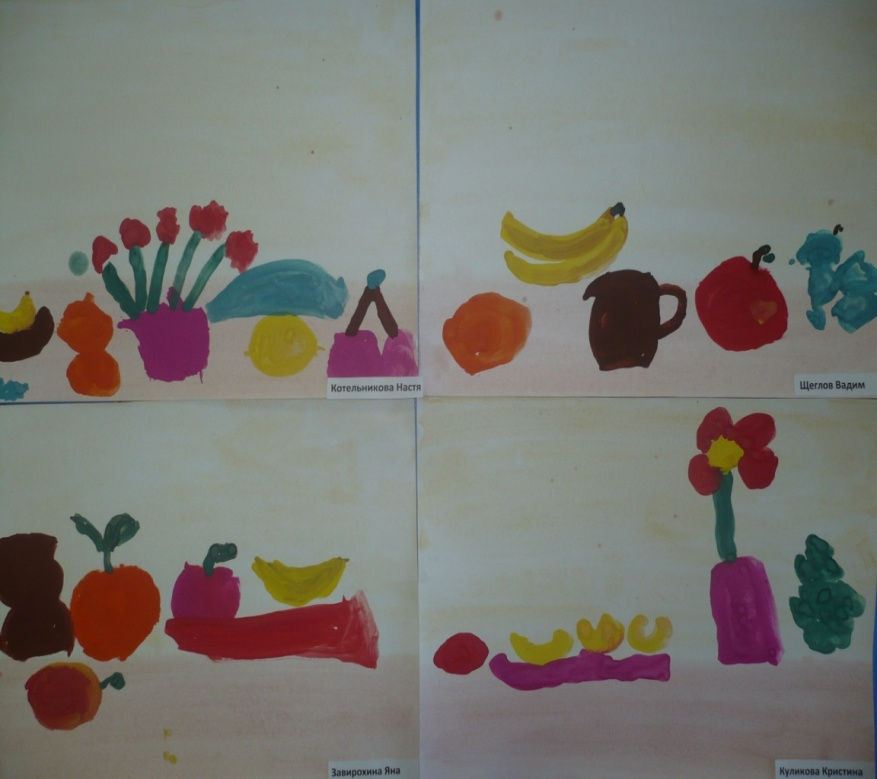 Котельникова Настя
Щеглов Вадим
Завирохина Яна
Куликова Кристина